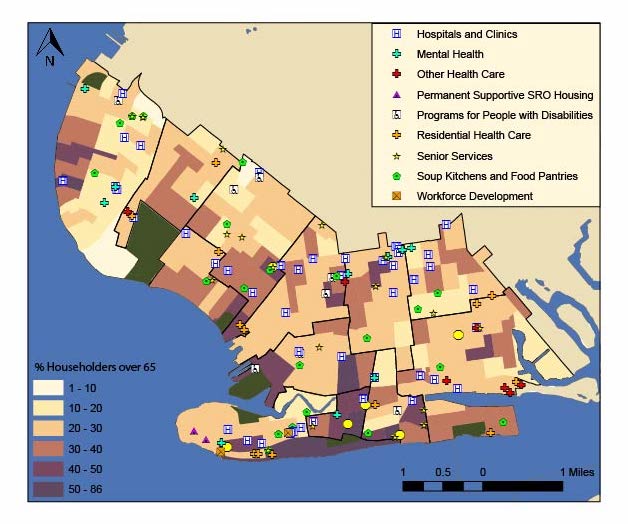 N
Hospitals and Clinics
Mental Health
Other Health Care
Permanent Supportive SRO Housing
Programs for People with Disabilities
Residential Health Care
Senior Services
Soup Kitchens and Food Pantries
Workforce Development
% Householders over 65
1 - 10
10 - 20
20 - 30
30 - 40
40 - 50
50 - 86
1 0.5 0 1 Miles